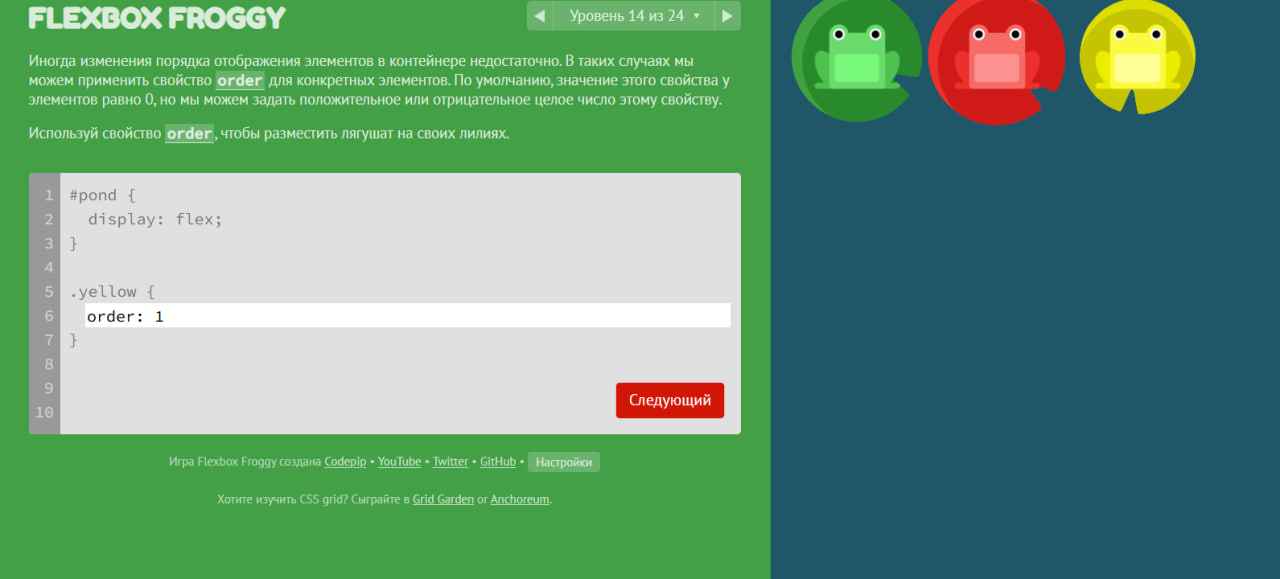 FLEXBOX FROGGY
Уровень 14 из 24
Иногда изменения порядка отображения элементов в контейнере недостаточно. В таких случаях мы
можем применить свойство order для конкретных элементов. По умолчанию, значение этого свойства у
элементов равно 0, но мы можем задать положительное или отрицательное целое число этому свойству.
Используй свойство order, чтобы разместить лягушат на своих лилиях.
1 #pond {
2   display: flex;
3 }
4
5 .yellow {
6   order: 1
7 }
8
9
10
Следующий
Игра Flexbox Froggy создана Codepip • YouTube • Twitter • GitHub • Настройки
Хотите изучить CSS grid? Сыграйте в Grid Garden or Anchoreum.